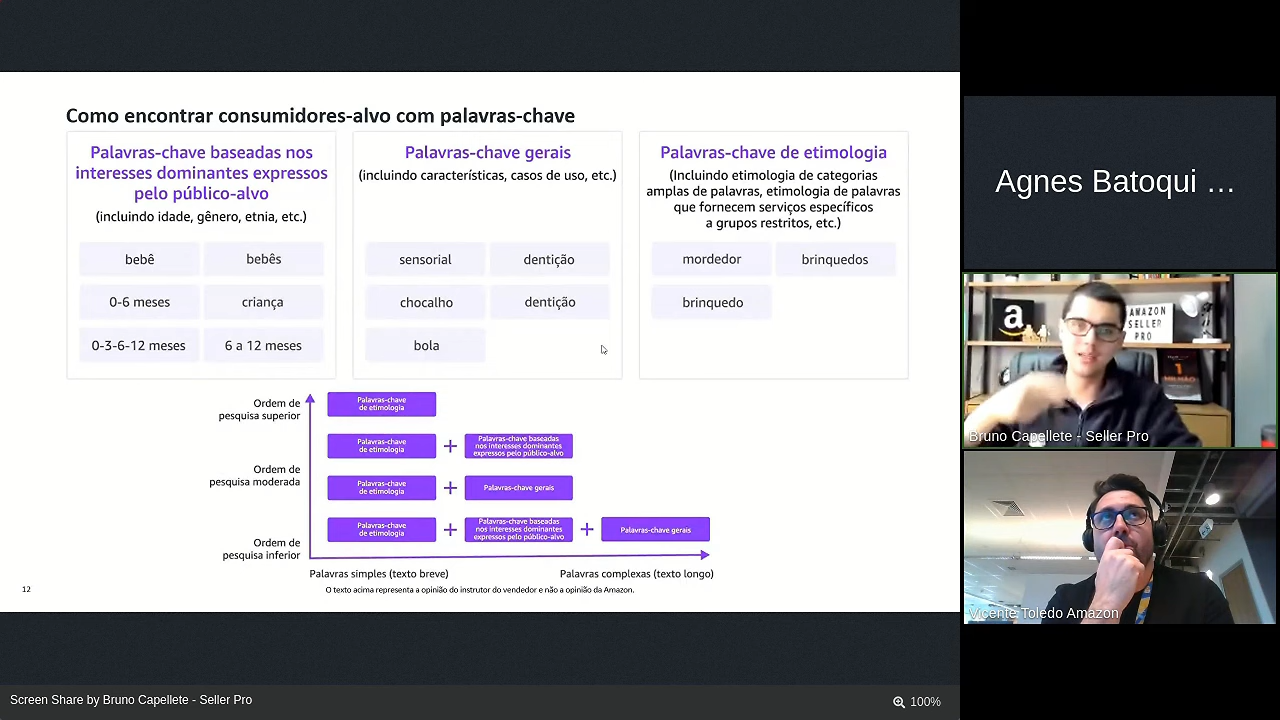 Como encontrar consumidores-alvo com palavras-chave
Palavras-chave baseadas nos
interesses dominantes expressos
pelo público-alvo
(incluindo idade, gênero, etnia, etc.)
bebê
bebês
0-6 meses
criança
0-3-6-12 meses
6 a 12 meses
Palavras-chave gerais
(incluindo características, casos de uso, etc.)
sensorial
dentição
chocalho
dentição
bola
Palavras-chave de etimologia
(Incluindo etimologia de categorias
amplas de palavras, etimologia de palavras
que fornecem serviços específicos
a grupos restritos, etc.)
mordedor
brinquedos
brinquedo
Ordem de
pesquisa superior
Palavras-chave
de etimologia
Palavras-chave
de etimologia
+
Palavras-chave baseadas
nos interesses dominantes
expressos pelo público-alvo
Ordem de
pesquisa moderada
Palavras-chave
de etimologia
+
Palavras-chave gerais
Ordem de
pesquisa inferior
Palavras-chave
de etimologia
+
Palavras-chave baseadas
nos interesses dominantes
expressos pelo público-alvo
+
Palavras-chave gerais
Palavras simples (texto breve)
Palavras complexas (texto longo)
12
O texto acima representa a opinião do instrutor do vendedor e não a opinião da Amazon.
Agnes Batoqui ...
a
AMAZON
SELLER
PRO
1
MILHÃO
Bruno Capellete - Seller Pro
Vicente Toledo Amazon
Screen Share by Bruno Capellete - Seller Pro
100%